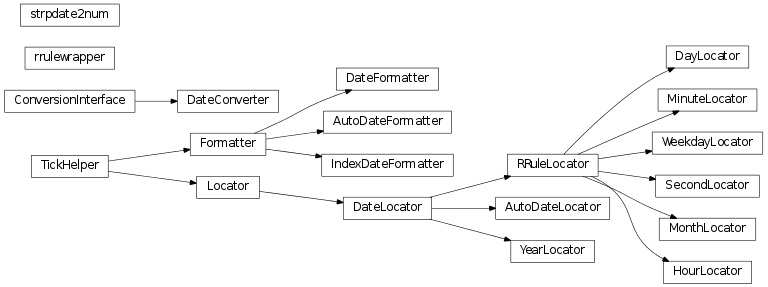 strpdate2num
rrulewrapper
ConversionInterface
DateConverter
TickHelper
Formatter
Locator
DateFormatter
AutoDateFormatter
IndexDateFormatter
DateLocator
RRuleLocator
AutoDateLocator
YearLocator
DayLocator
MinuteLocator
WeekdayLocator
SecondLocator
MonthLocator
HourLocator